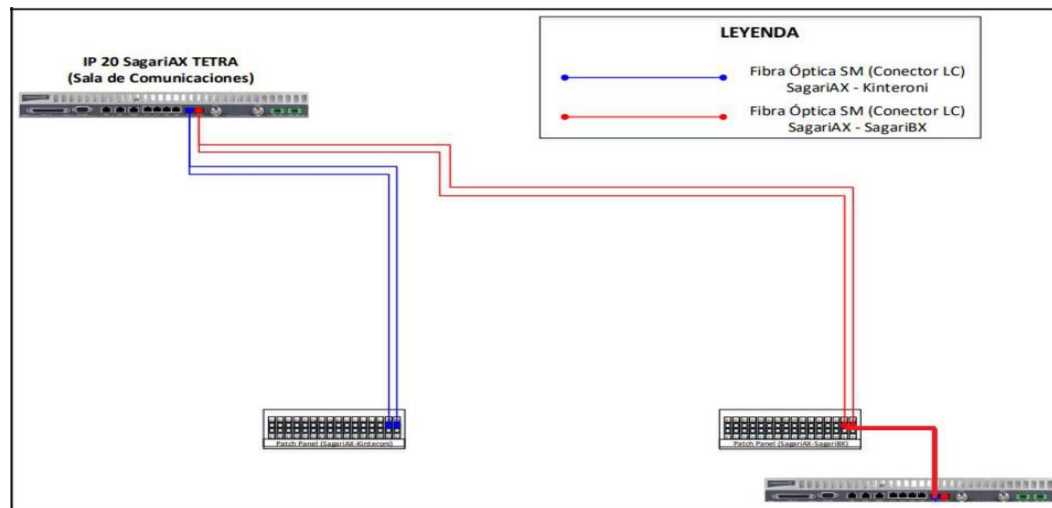 LEYENDA
IP 20 SagariAX TETRA
(Sala de Comunicaciones)
Fibra Óptica SM (Conector LC)
SagariAX - Kinteroni
Fibra Óptica SM (Conector LC)
SagariAX - SagariBX
Patch Panel (SagariAX-Kinteroni)
Patch Panel (SagariAX-SagariBX)